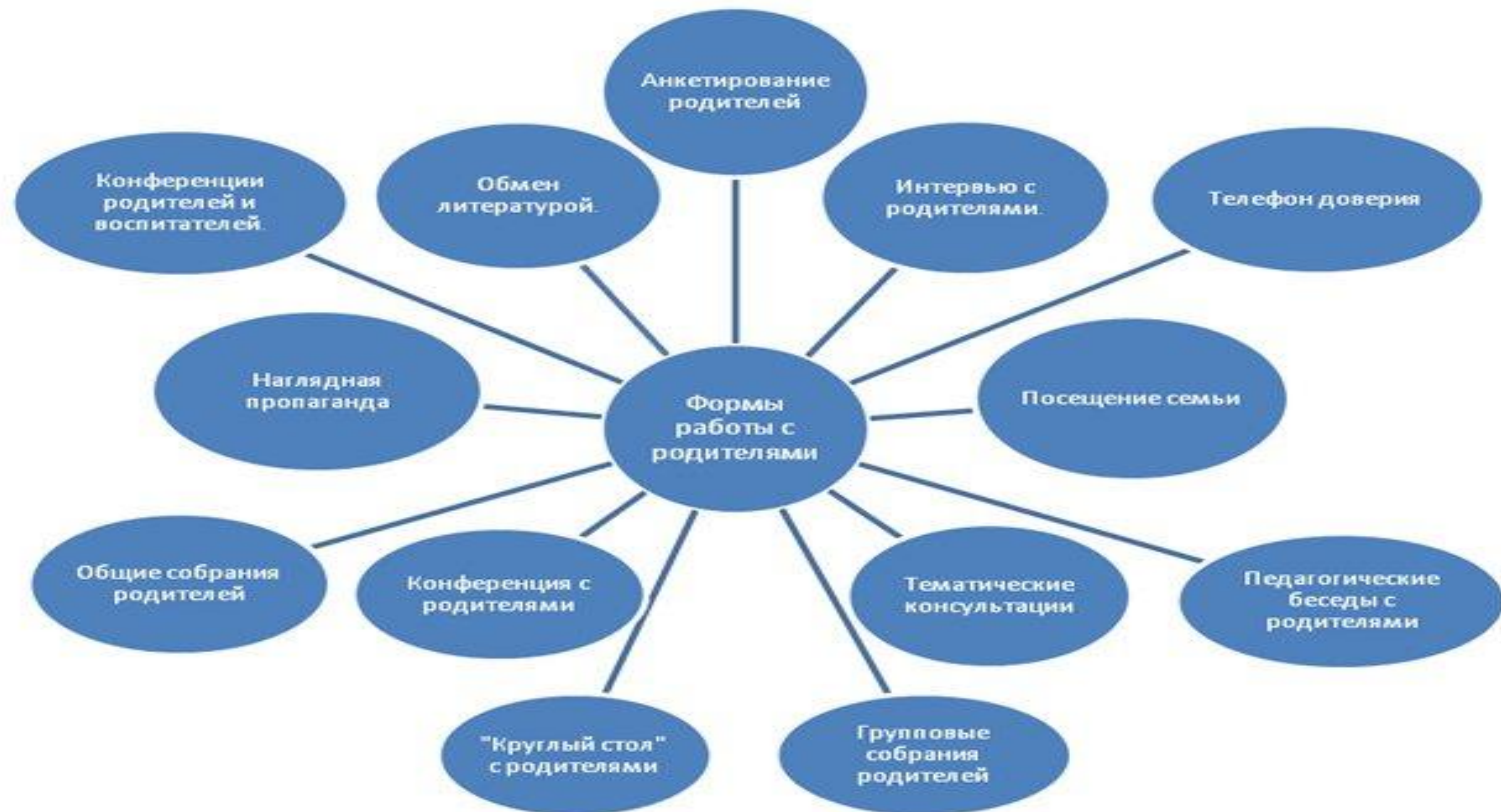 Анкетирование
родителей
Конференции
родителей и
воспитателей.
Обмен
литературой.
Интервью с
родителями.
Телефон доверия
Наглядная
пропаганда
Формы
работы с
родителями
Посещение семьи
Общие собрания
родителей
Конференция с
родителями
Тематические
консультации
Педагогические
беседы с
родителями
"Круглый стол"
с родителями
Групповые
собрания
родителей